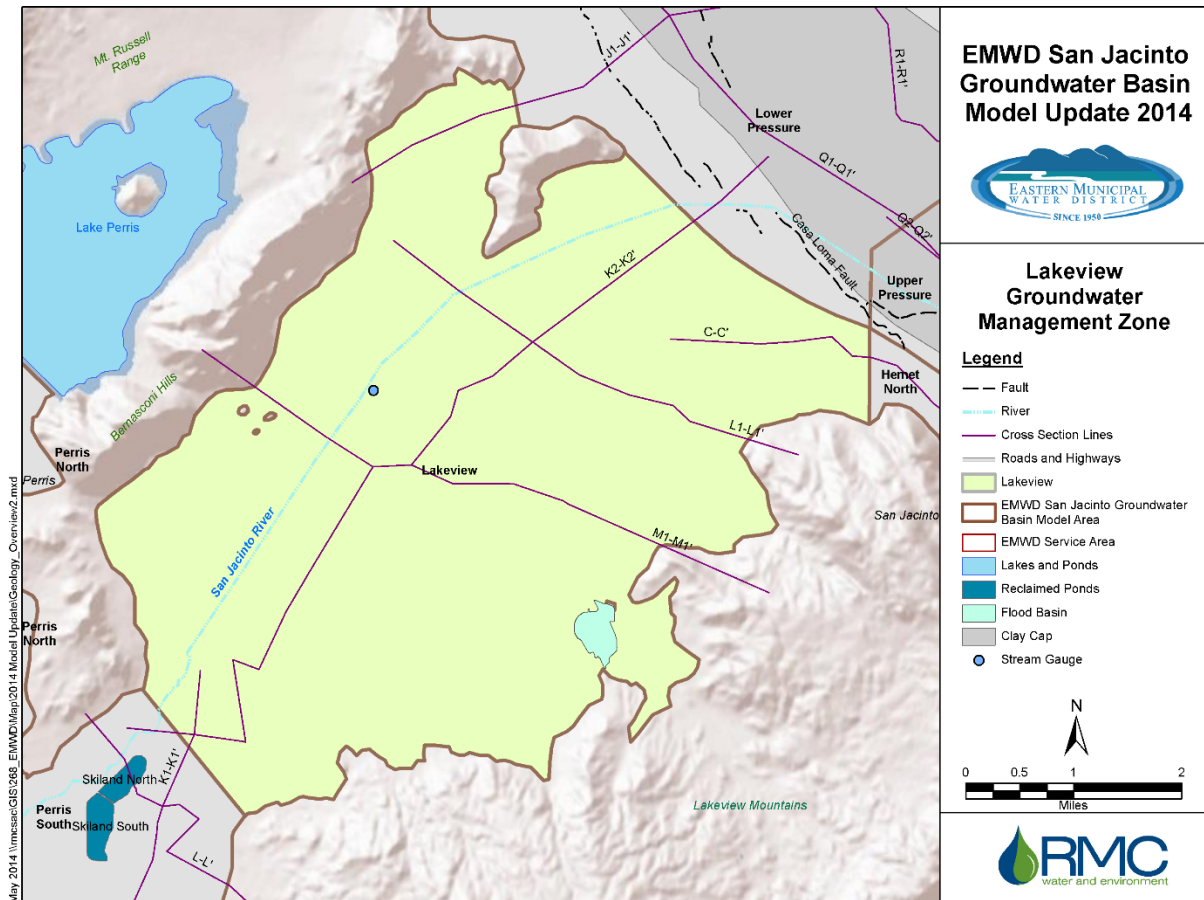 Mt. Russell
Range
Lake Perris
Bernasconi Hills
Perris
North
Perris
Perris
North
San Jacinto River
Lakeview
J1-J1'
R1-R1'
Lower
Pressure
Q1-Q1'
Q2-Q2'
K2-K2'
Casa Loma Fault
Upper
Pressure
C-C'
Hemet
North
L1-L1'
San Jacinto
M1-M1'
Skiland North
K1-K1'
Perris
South
Skiland South
L-L'
Lakeview Mountains
May 2014 \\rmcsac\GIS\268_EMWD\Map\2014 Model Update\Geology_Overview2.mxd
EMWD San Jacinto
Groundwater Basin
Model Update 2014
EASTERN MUNICIPAL
WATER DISTRICT
SINCE 1950
Lakeview
Groundwater
Management Zone
Legend
Fault
River
Cross Section Lines
Roads and Highways
Lakeview
EMWD San Jacinto Groundwater
Basin Model Area
EMWD Service Area
Lakes and Ponds
Reclaimed Ponds
Flood Basin
Clay Cap
Stream Gauge
N
0 0.5 1 2
Miles
RMC
water and environment